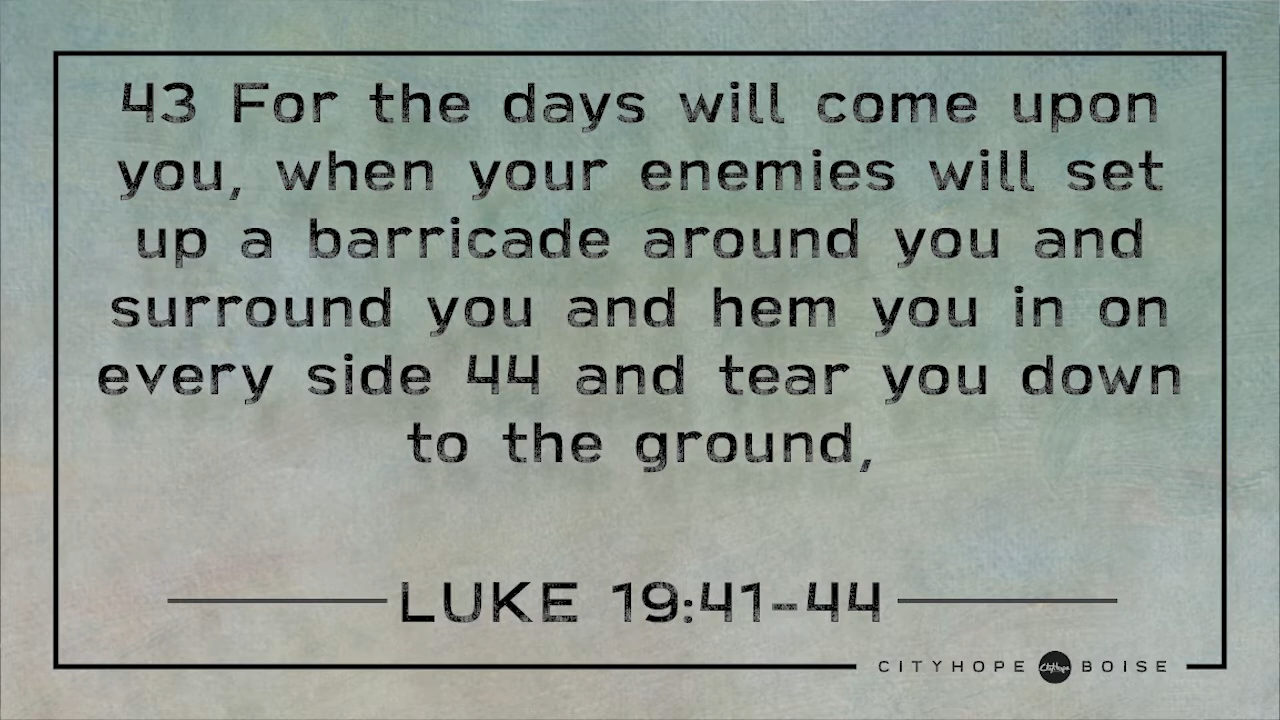 43 For the days will come upon
you, when your enemies will set
up a barricade around you and
surround you and hem you in on
every side 44 and tear you down
to the ground,
LUKE 19:41-44
CITYHOPE CityHope BOISE